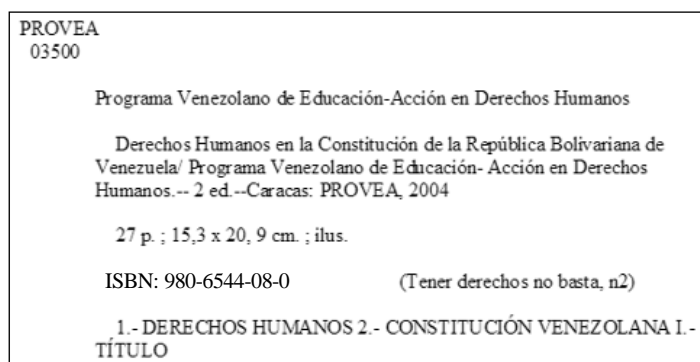 PROVEA
03500
Programa Venezolano de Educación-Acción en Derechos Humanos
Derechos Humanos en la Constitución de la República Bolivariana de
Venezuela/ Programa Venezolano de Educación- Acción en Derechos
Humanos.-- 2 ed.--Caracas: PROVEA, 2004
27 p. ; 15,3 x 20, 9 cm. ; ilus.
ISBN: 980-6544-08-0 (Tener derechos no basta, n2)
1.- DERECHOS HUMANOS 2.- CONSTITUCIÓN VENEZOLANA I.-
TÍTULO